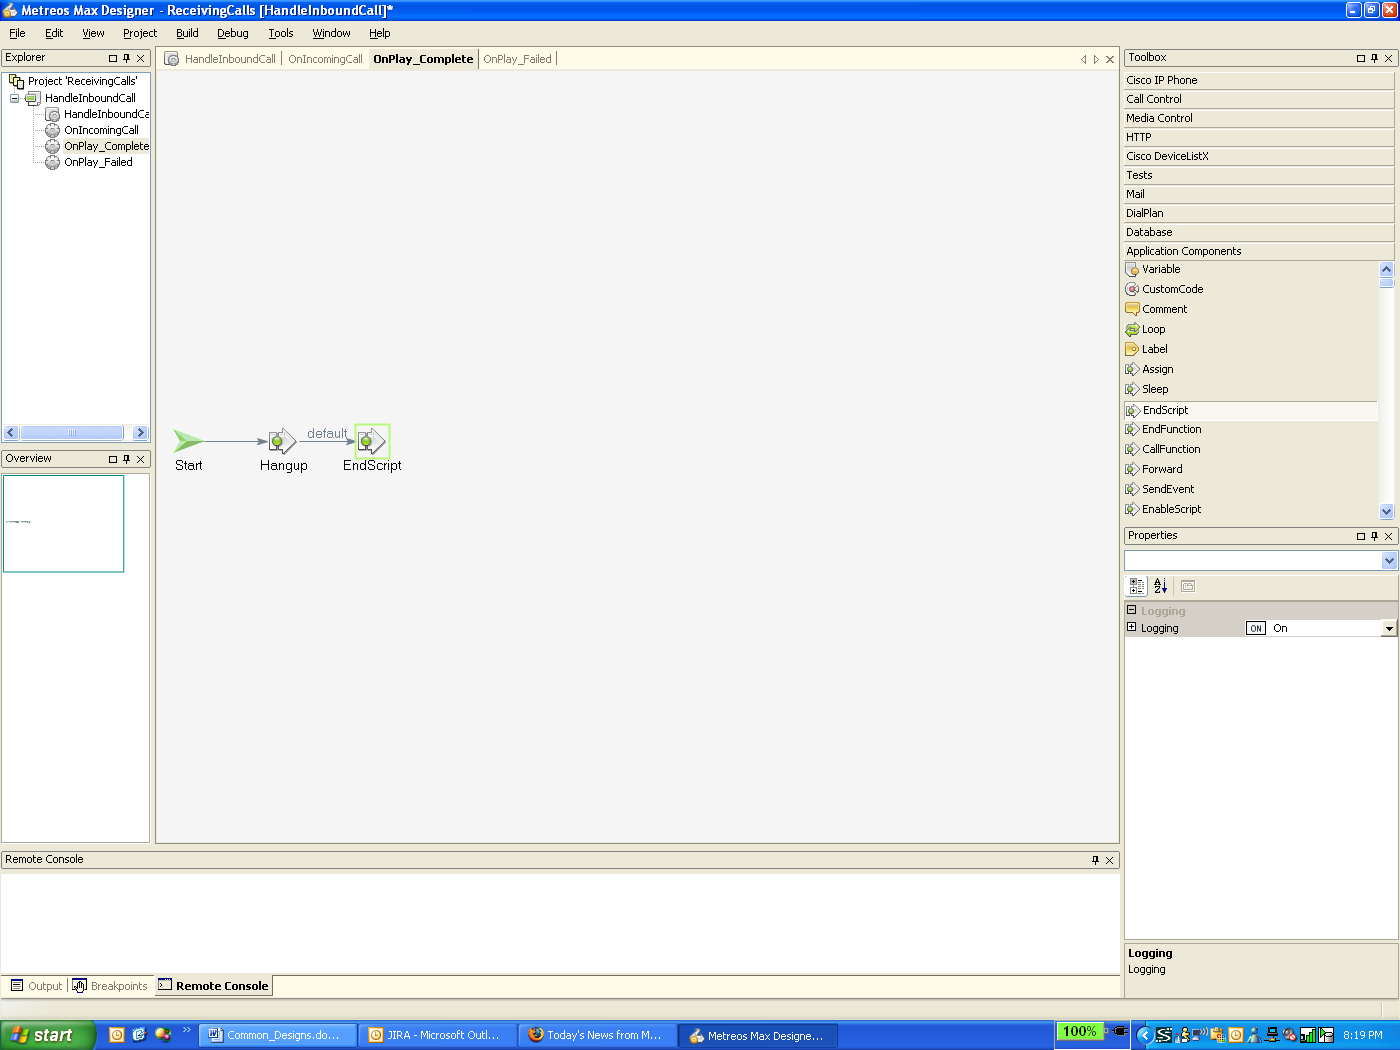 Metreos Max Designer - ReceivingCalls [HandleInboundCall]*
File Edit View Project Build Debug Tools Window Help
Explorer
Project 'ReceivingCalls'
HandleInboundCall
HandleInboundCa
OnIncomingCall
OnPlay_Complete
OnPlay_Failed
Overview
HandleInboundCall OnIncomingCall OnPlay_Complete OnPlay_Failed
default
Start Hangup EndScript
Toolbox
Cisco IP Phone
Call Control
Media Control
HTTP
Cisco DeviceListX
Tests
Mail
DialPlan
Database
Application Components
Variable
CustomCode
Comment
Loop
Label
Assign
Sleep
EndScript
EndFunction
CallFunction
Forward
SendEvent
EnableScript
Properties
Logging
Logging ON On
Logging
Logging
Remote Console
Output Breakpoints Remote Console
start Common_Designs.do... JIRA - Microsoft Outl... Today's News from M... Metreos Max Designe... 100% 8:19 PM